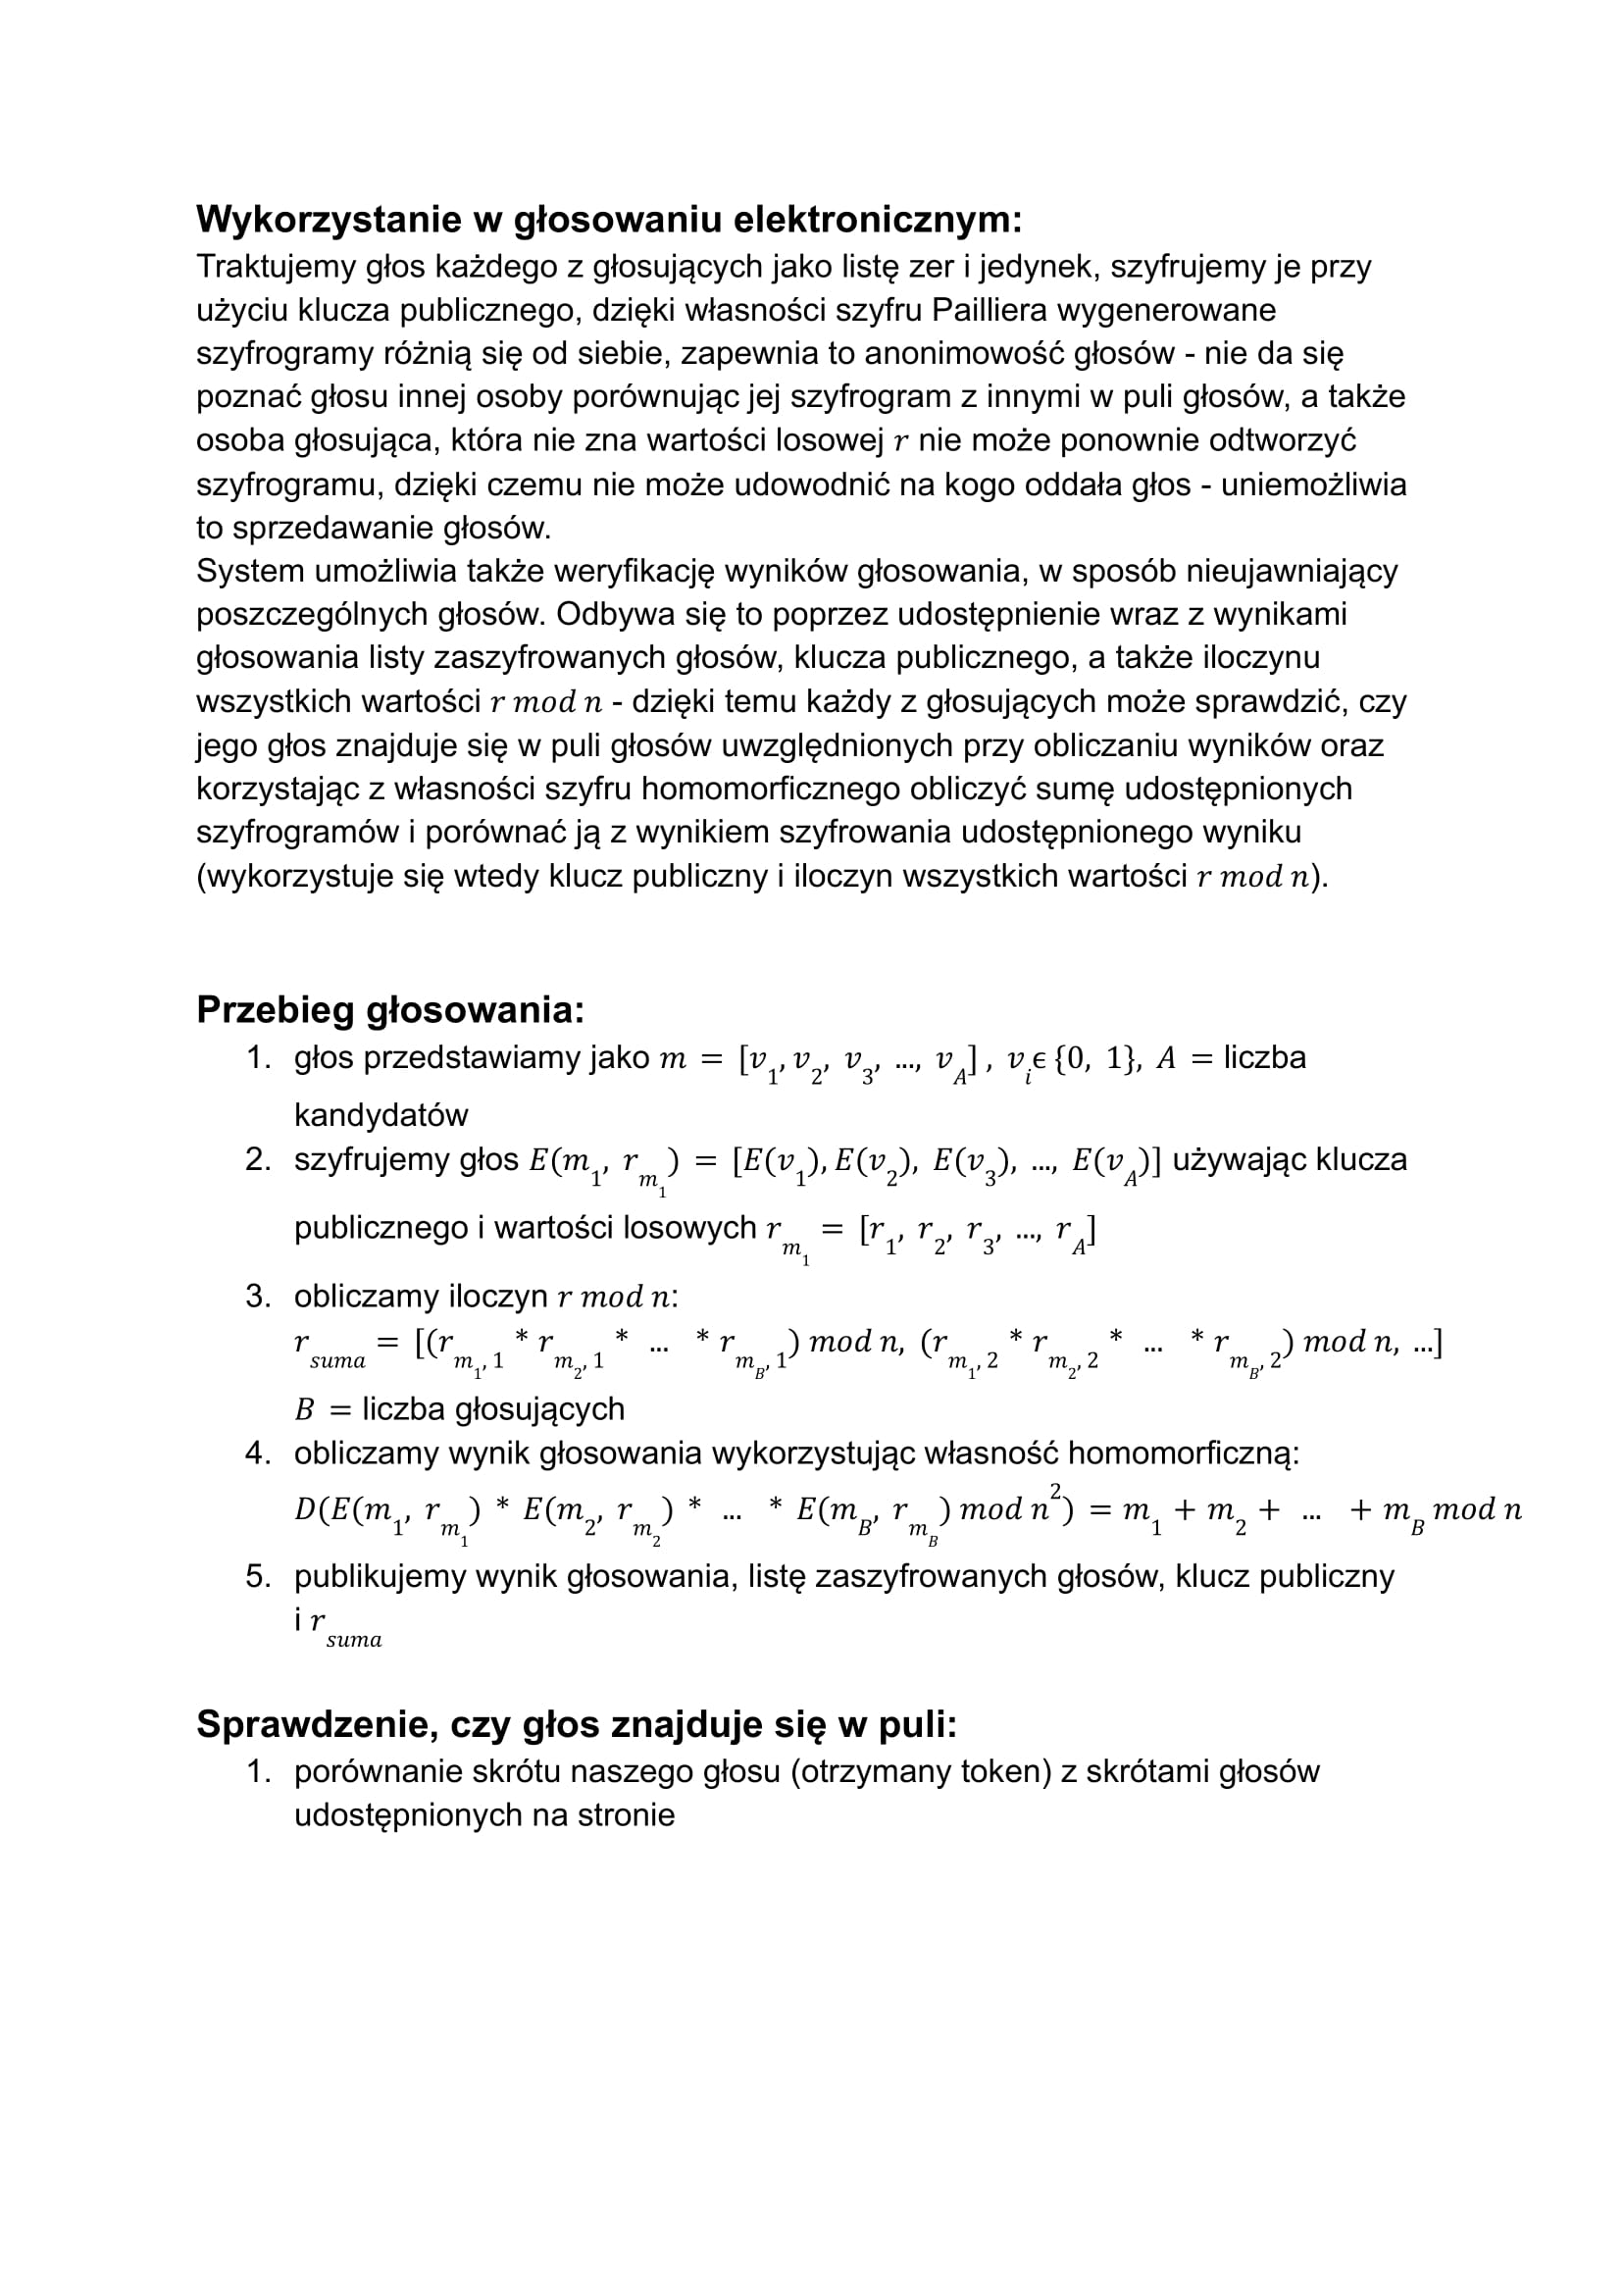 Wykorzystanie w głosowaniu elektronicznym:
Traktujemy głos każdego z głosujących jako listę zer i jedynek, szyfrujemy je przy
użyciu klucza publicznego, dzięki własności szyfru Pailliera wygenerowane
szyfrogramy różnią się od siebie, zapewnia to anonimowość głosów - nie da się
poznać głosu innej osoby porównując jej szyfrogram z innymi w puli głosów, a także
osoba głosująca, która nie zna wartości losowej r nie może ponownie odtworzyć
szyfrogramu, dzięki czemu nie może udowodnić na kogo oddała głos - uniemożliwia
to sprzedawanie głosów.
System umożliwia także weryfikację wyników głosowania, w sposób nieujawniający
poszczególnych głosów. Odbywa się to poprzez udostępnienie wraz z wynikami
głosowania listy zaszyfrowanych głosów, klucza publicznego, a także iloczynu
wszystkich wartości r mod n - dzięki temu każdy z głosujących może sprawdzić, czy
jego głos znajduje się w puli głosów uwzględnionych przy obliczaniu wyników oraz
korzystając z własności szyfru homomorficznego obliczyć sumę udostępnionych
szyfrogramów i porównać ją z wynikiem szyfrowania udostępnionego wyniku
(wykorzystuje się wtedy klucz publiczny i iloczyn wszystkich wartości r mod n).
Przebieg głosowania:
1. głos przedstawiamy jako m = [v_1, v_2, v_3, ..., v_A], v_i ϵ {0, 1}, A = liczba
kandydatów
2. szyfrujemy głos E(m_1, r_{m_1}) = [E(v_1), E(v_2), E(v_3), ..., E(v_A)] używając klucza
publicznego i wartości losowych r_{m_1} = [r_1, r_2, r_3, ..., r_A]
3. obliczamy iloczyn r mod n:
r_{suma} = [(r_{m_1, 1} * r_{m_2, 1} * ... * r_{m_B, 1}) mod n, (r_{m_1, 2} * r_{m_2, 2} * ... * r_{m_B, 2}) mod n, ...]
B = liczba głosujących
4. obliczamy wynik głosowania wykorzystując własność homomorficzną:
D(E(m_1, r_{m_1}) * E(m_2, r_{m_2}) * ... * E(m_B, r_{m_B}) mod n^2) = m_1 + m_2 + ... + m_B mod n
5. publikujemy wynik głosowania, listę zaszyfrowanych głosów, klucz publiczny
i r_{suma}
Sprawdzenie, czy głos znajduje się w puli:
1. porównanie skrótu naszego głosu (otrzymany token) z skrótami głosów
udostępnionych na stronie